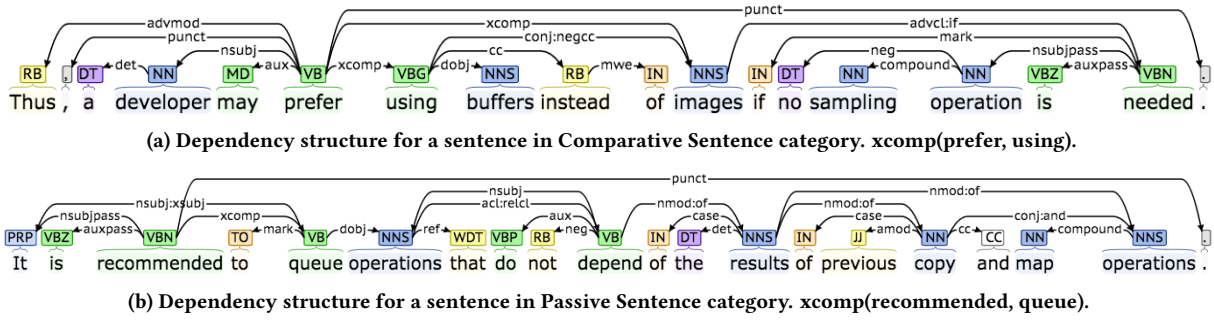 punct
advmod xcomp advcl:if
punct conj:negcc mark
nsubj cc neg nsubjpass
det aux xcomp dobj mwe compound auxpass
RB , DT NN MD VB VBG NNS RB IN NNS IN DT NN NN VBZ VBN .
Thus , a developer may prefer using buffers instead of images if no sampling operation is needed .
(a) Dependency structure for a sentence in Comparative Sentence category. xcomp(prefer, using).
punct
nsubj nmod:of
nsubj:xsubj acl:relcl nmod:of
nsubjpass xcomp aux nmod:of case case conj:and
auxpass mark dobj ref neg det amod cc compound
PRP VBZ VBN TO VB NNS WDT VBP RB VB IN DT NNS IN JJ NN CC NN NNS .
It is recommended to queue operations that do not depend of the results of previous copy and map operations .
(b) Dependency structure for a sentence in Passive Sentence category. xcomp(recommended, queue).